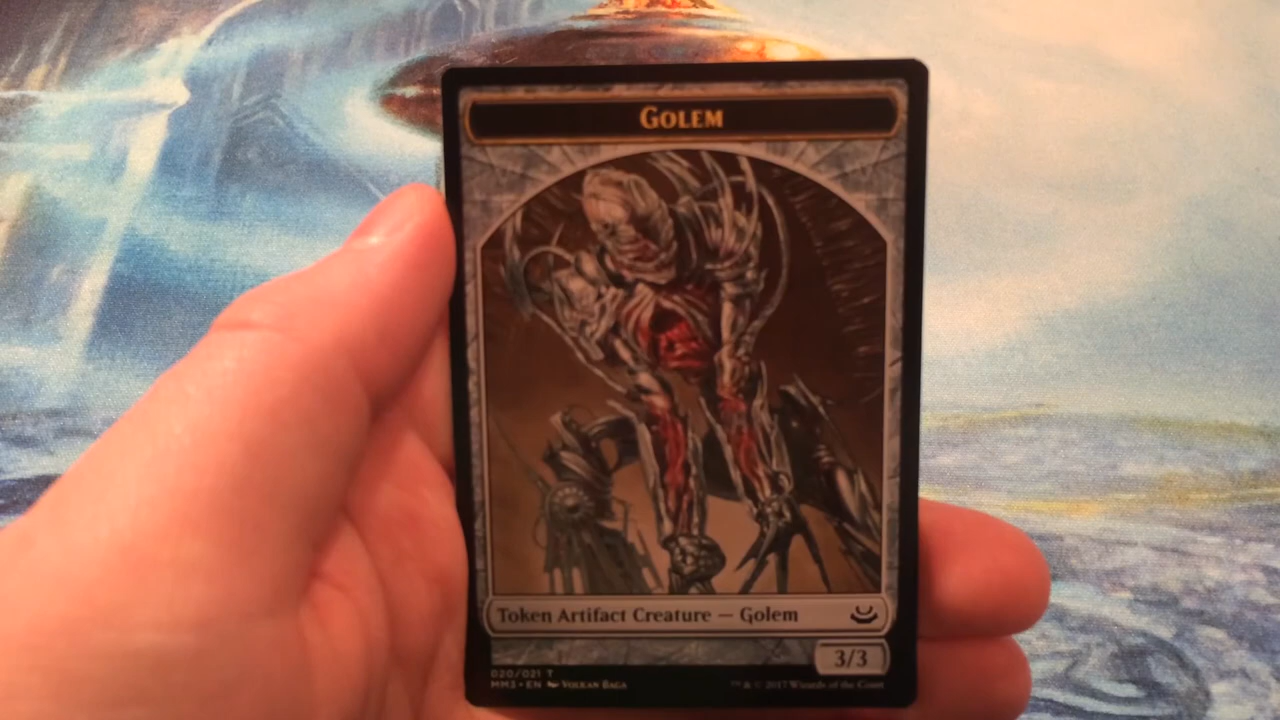 GOLEM
Token Artifact Creature — Golem
3/3
020/021 T
MM3 • EN VOLKAN BAGA
™ & © 2017 Wizards of the Coast